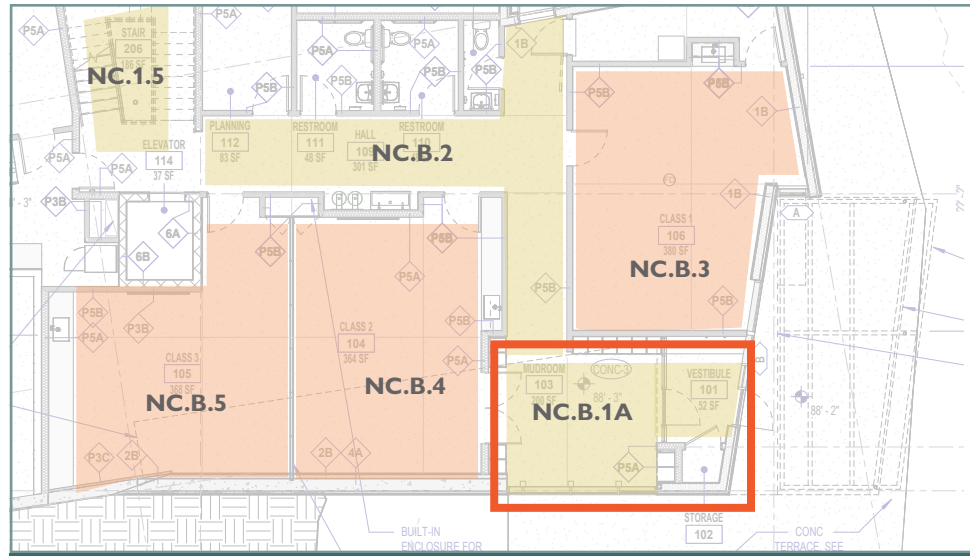 P5A
STAIR
206
186 SF
P5A
P5A
1B
NC.1.5
P5B
P5B
P5B
P5B
P5B
1B
PLANNING
112
83 SF
RESTROOM
111
48 SF
HALL
109
301 SF
RESTROOM
110
NC.B.2
P5A
P5A
ELEVATOR
114
37 SF
P3B
6A
6B
P5B
P5B
P5A
P5B
1B
A
CLASS 1
106
380 SF
NC.B.3
P5B
P5B
P5B
P5A
P3B
CLASS 2
104
364 SF
CLASS 3
105
368 SF
NC.B.5
NC.B.4
P5A
MUDROOM
103
200 SF
CONC-3
88' - 3"
VESTIBULE
101
52 SF
B
88' - 2"
NC.B.1A
P3C
2B
2B
4A
P5A
STORAGE
102
BUILT-IN
ENCLOSURE FOR
CONC
TERRACE, SEE